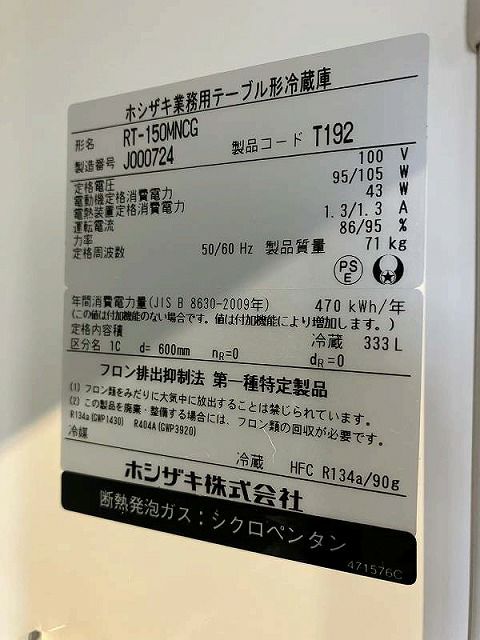 ホシザキ業務用テーブル形冷蔵庫
形名 RT-150MNCG
製造番号 J000724 製品コード T192
定格電圧 100 V
電動機定格消費電力 95/105 W
電熱装置定格消費電力 43 W
運転電流 1.3/1.3 A
力率 86/95 %
定格周波数 50/60 Hz 製品質量 71 kg
PS
E
年間消費電力量(JIS B 8630-2009年) 470 kWh/年
(この値は付加機能のない場合です。値は付加機能により増加します。)
定格内容積 冷蔵 333 L
区分名 1C d= 600mm nR=0 dR=0
フロン排出抑制法 第一種特定製品
(1) フロン類をみだりに大気中に放出することは禁じられています。
(2) この製品を廃棄・整備する場合には、フロン類の回収が必要です。
R134a(GWP1430) R404A(GWP3920)
冷媒 冷蔵 HFC R134a/90g
ホシザキ株式会社
断熱発泡ガス：シクロペンタン
471576C